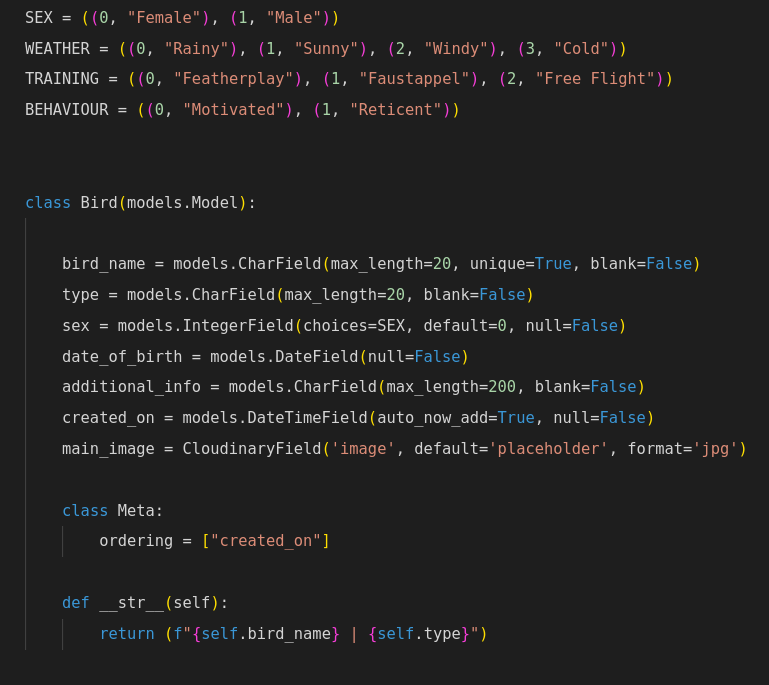 SEX = ((0, "Female"), (1, "Male"))
WEATHER = ((0, "Rainy"), (1, "Sunny"), (2, "Windy"), (3, "Cold"))
TRAINING = ((0, "Featherplay"), (1, "Faustappel"), (2, "Free Flight"))
BEHAVIOUR = ((0, "Motivated"), (1, "Reticent"))
class Bird(models.Model):
    bird_name = models.CharField(max_length=20, unique=True, blank=False)
    type = models.CharField(max_length=20, blank=False)
    sex = models.IntegerField(choices=SEX, default=0, null=False)
    date_of_birth = models.DateField(null=False)
    additional_info = models.CharField(max_length=200, blank=False)
    created_on = models.DateTimeField(auto_now_add=True, null=False)
    main_image = CloudinaryField('image', default='placeholder', format='jpg')
    class Meta:
        ordering = ["created_on"]
    def __str__(self):
        return (f"{self.bird_name} | {self.type}")